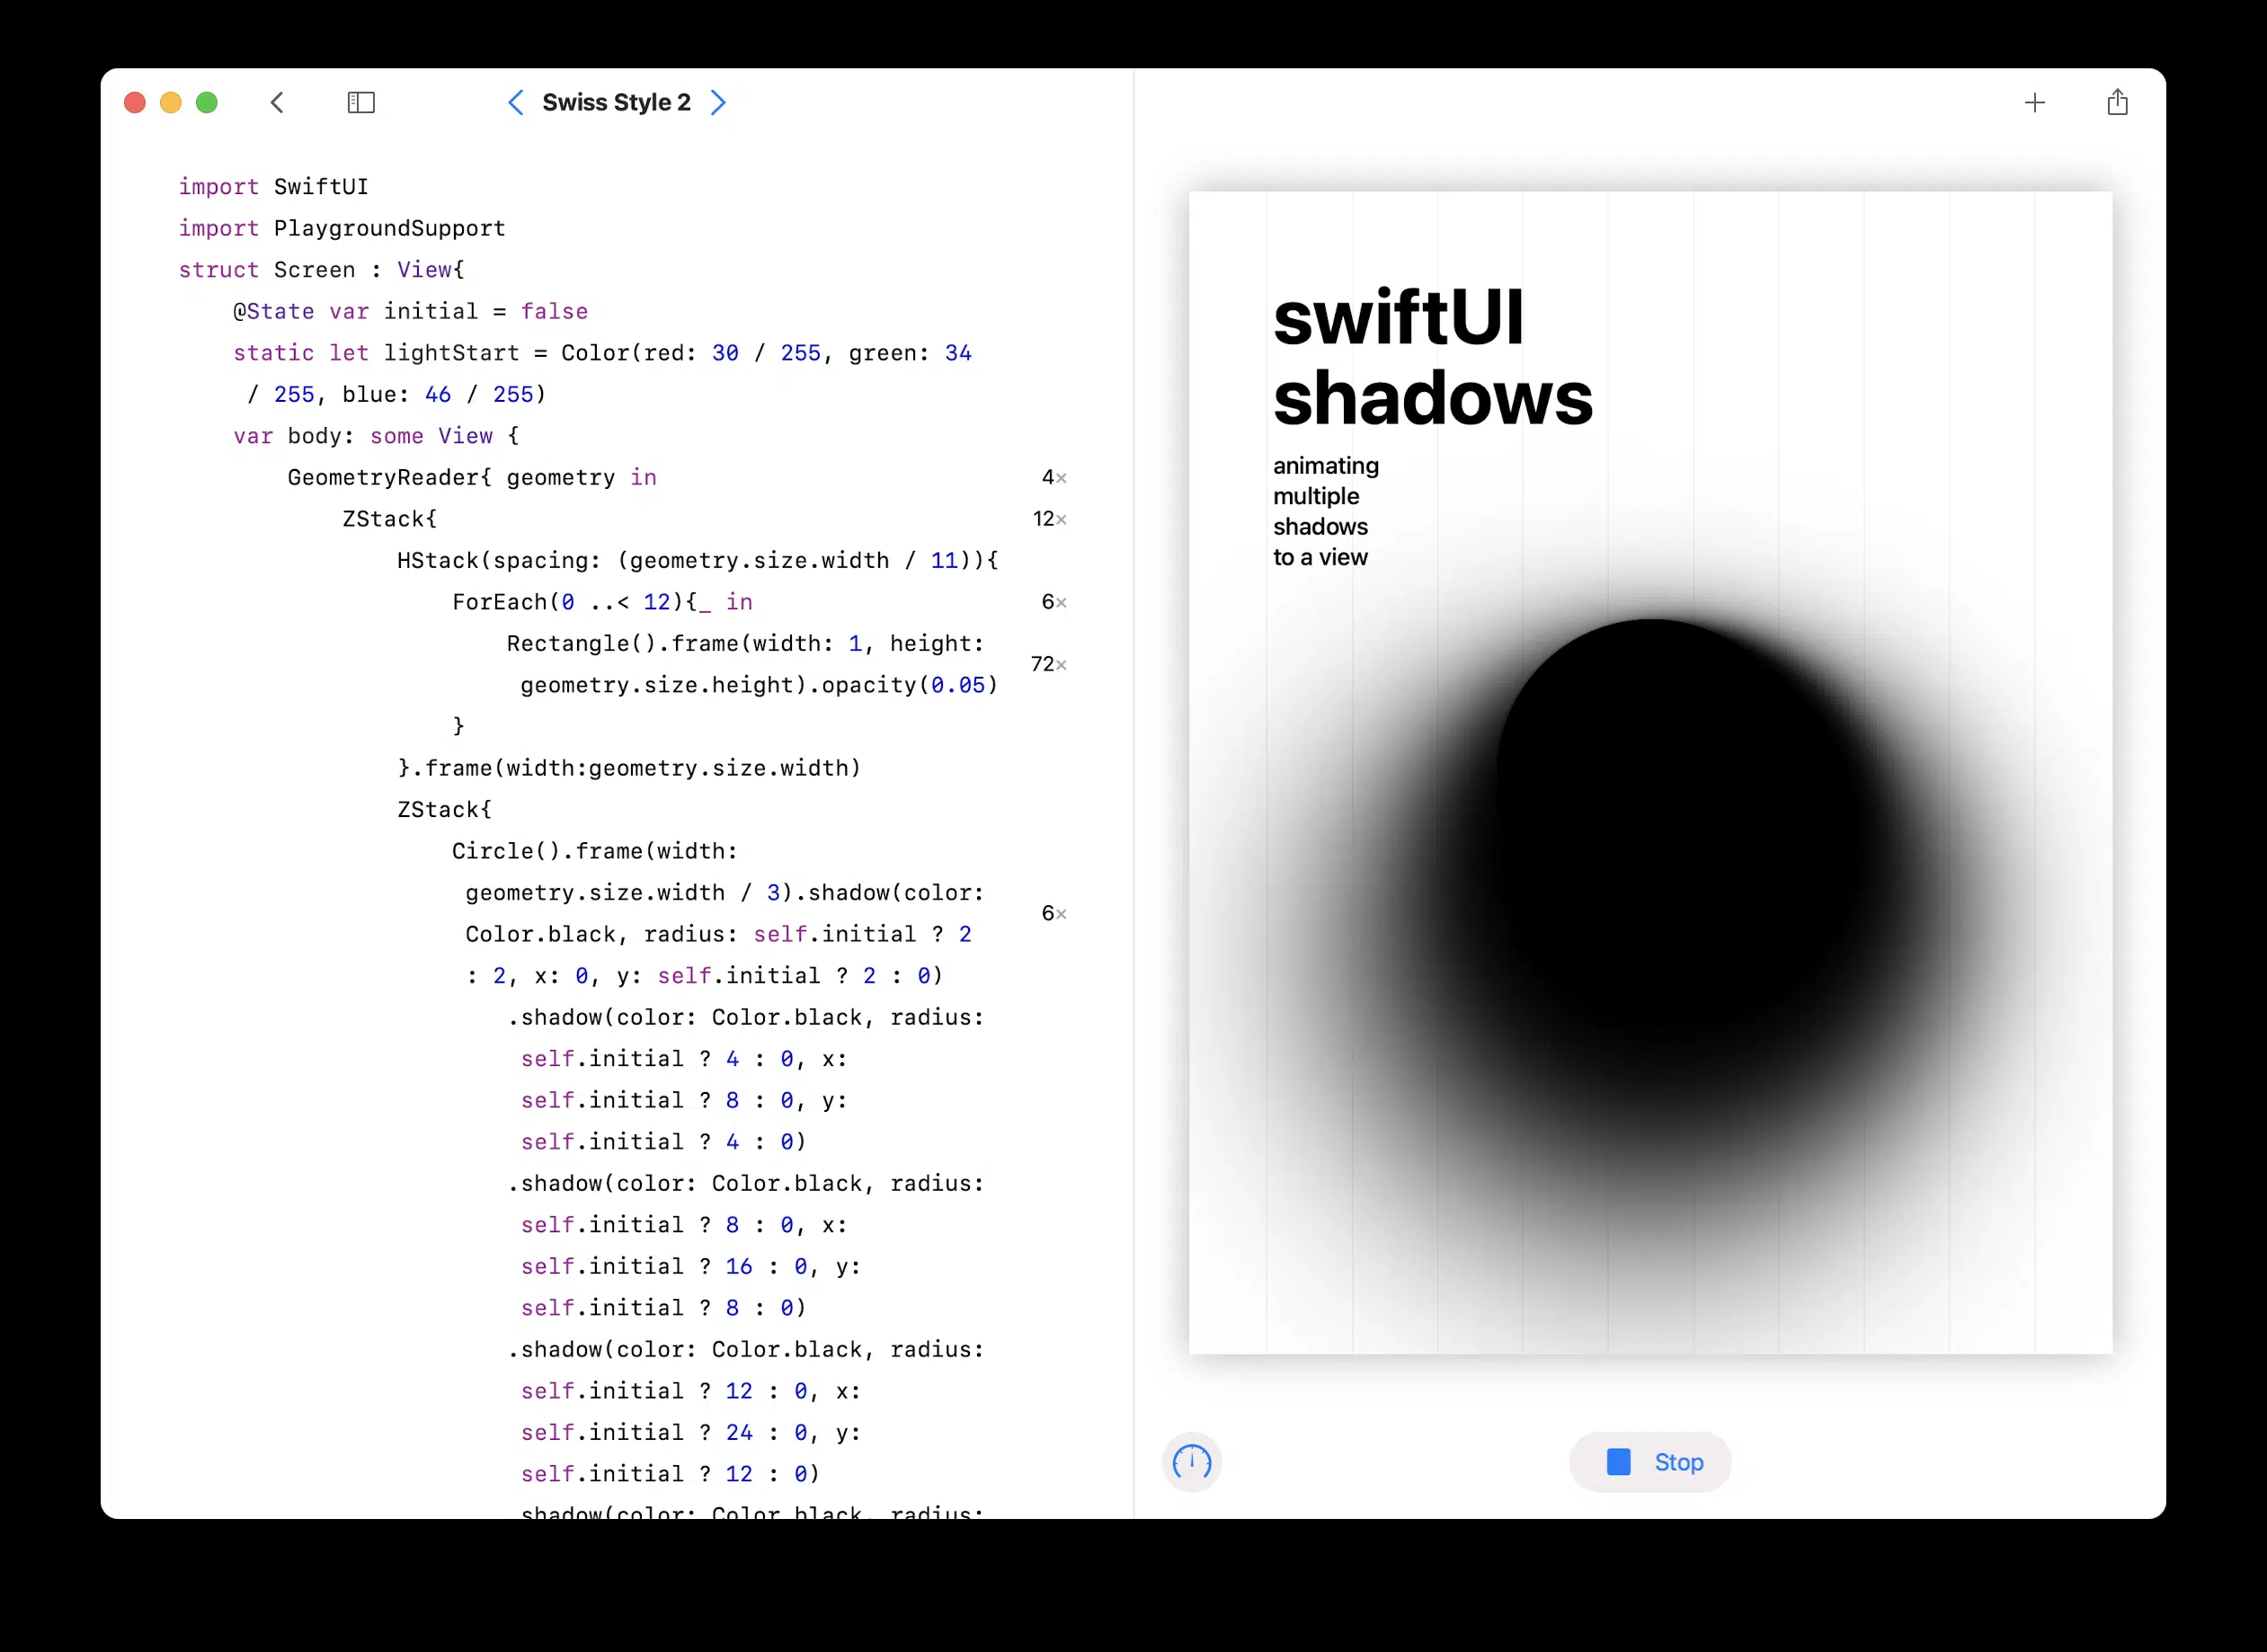 Swiss Style 2
import SwiftUI
import PlaygroundSupport
struct Screen : View{
@State var initial = false
static let lightStart = Color(red: 30 / 255, green: 34
/ 255, blue: 46 / 255)
var body: some View {
GeometryReader{ geometry in
4×
ZStack{
12×
HStack(spacing: (geometry.size.width / 11)){
ForEach(0 ..< 12){_ in
6×
Rectangle().frame(width: 1, height:
72×
geometry.size.height).opacity(0.05)
}
}.frame(width:geometry.size.width)
ZStack{
Circle().frame(width:
geometry.size.width / 3).shadow(color:
6×
Color.black, radius: self.initial ? 2
: 2, x: 0, y: self.initial ? 2 : 0)
.shadow(color: Color.black, radius:
self.initial ? 4 : 0, x:
self.initial ? 8 : 0, y:
self.initial ? 4 : 0)
.shadow(color: Color.black, radius:
self.initial ? 8 : 0, x:
self.initial ? 16 : 0, y:
self.initial ? 8 : 0)
.shadow(color: Color.black, radius:
self.initial ? 12 : 0, x:
self.initial ? 24 : 0, y:
self.initial ? 12 : 0)
.shadow(color: Color.black, radius:
swiftUI
shadows
animating
multiple
shadows
to a view
Stop